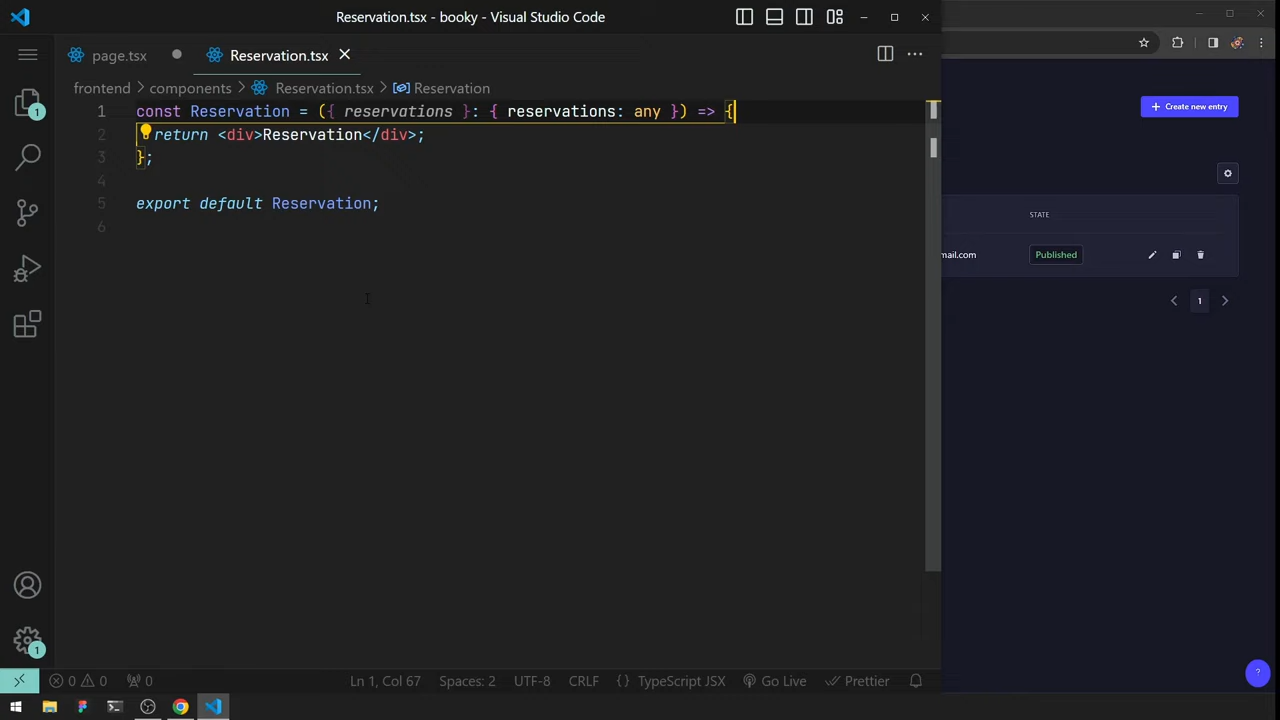 Reservation.tsx - booky - Visual Studio Code
page.tsx
Reservation.tsx
frontend > components > Reservation.tsx > Reservation
1 const Reservation = ({ reservations }: { reservations: any }) => {
2 return <div>Reservation</div>;
3 };
4
5 export default Reservation;
6
1
1
0 0 0
Ln 1, Col 67
Spaces: 2
UTF-8
CRLF
{} TypeScript JSX
Go Live
Prettier
+ Create new entry
STATE
mail.com
Published
1
?